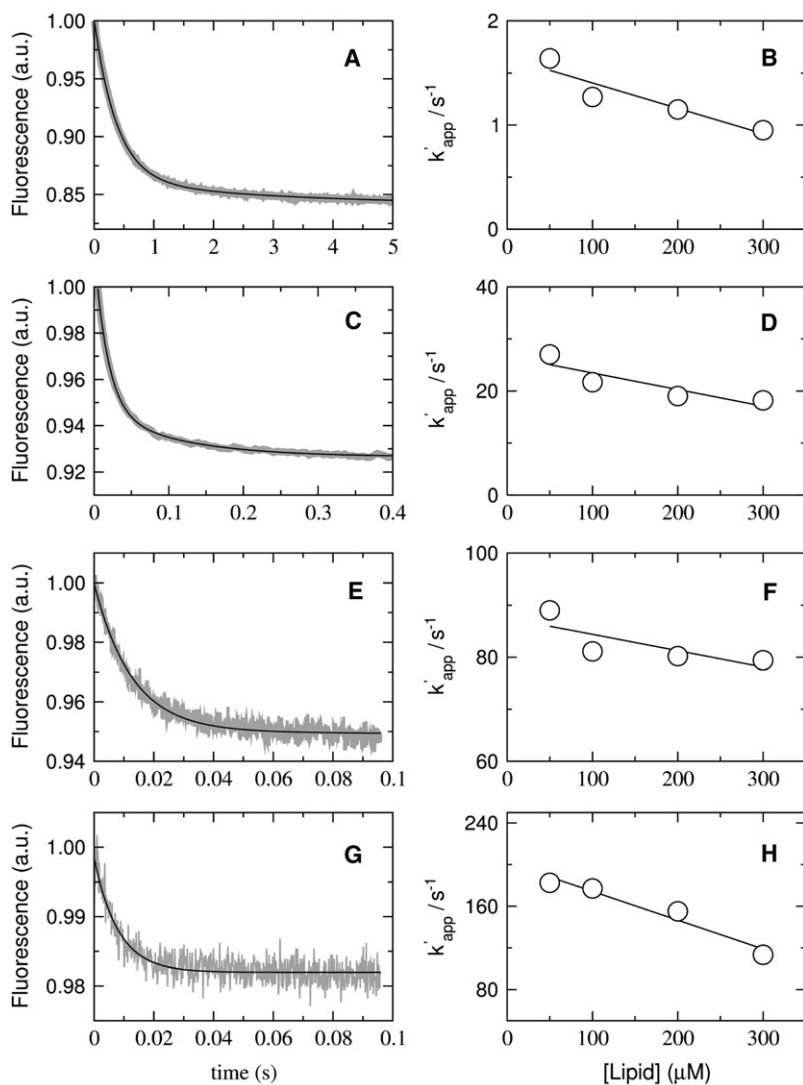 1.00
0.95
0.90
0.85
Fluorescence (a.u.)
A
0 1 2 3 4 5
2
1
0
k'app / s-1
B
0 100 200 300
1.00
0.98
0.96
0.94
0.92
Fluorescence (a.u.)
C
0 0.1 0.2 0.3 0.4
40
20
0
k'app / s-1
D
0 100 200 300
1.00
0.98
0.96
0.94
Fluorescence (a.u.)
E
0 0.02 0.04 0.06 0.08 0.1
100
80
60
k'app / s-1
F
0 100 200 300
1.00
0.99
0.98
Fluorescence (a.u.)
G
0 0.02 0.04 0.06 0.08 0.1
time (s)
240
160
80
k'app / s-1
H
0 100 200 300
[Lipid] (μM)